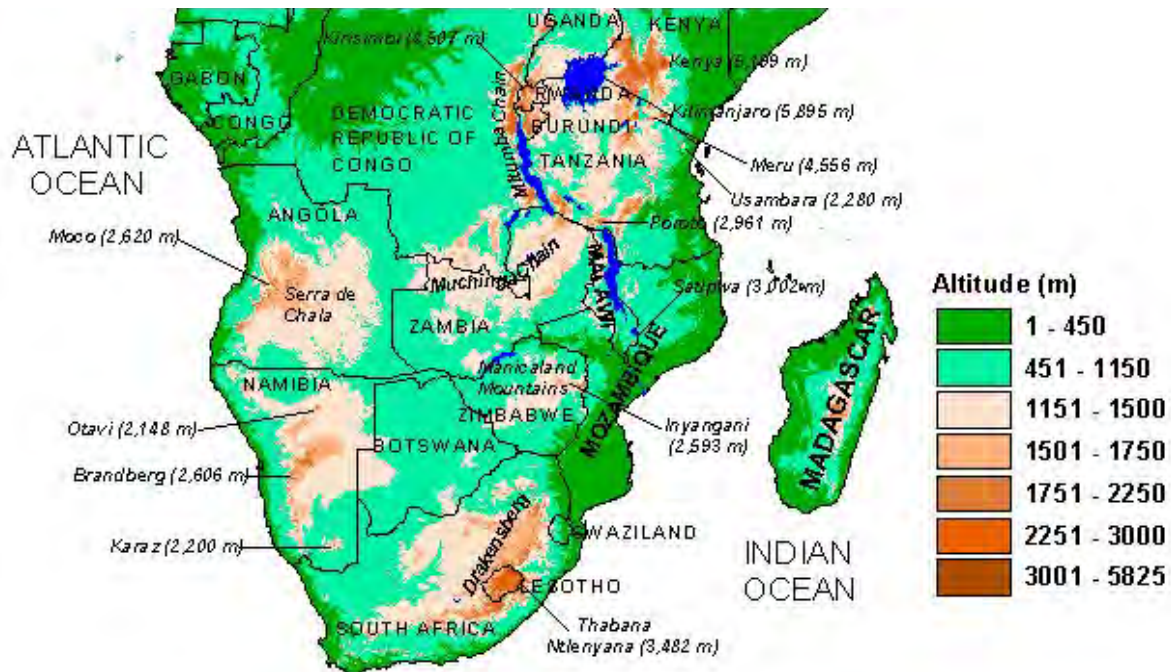 UGANDA
KENYA
Kirisimbi (4,507 m)
Kenya (5,199 m)
GABON
RWANDA
CONGO
DEMOCRATIC
REPUBLIC OF
CONGO
Mitumba Chain
Kilimanjaro (5,895 m)
BURUNDI
ATLANTIC
OCEAN
TANZANIA
Meru (4,556 m)
Usambara (2,280 m)
ANGOLA
Moco (2,620 m)
Poroto (2,961 m)
Muchinga Chain
MALAWI
Serra de
Chala
(3,002 m)
ZAMBIA
MOZAMBIQUE
MADAGASCAR
Manicaland
Mountains
NAMIBIA
Otavi (2,148 m)
ZIMBABWE
Inyangani
(2,593 m)
BOTSWANA
Brandberg (2,606 m)
Karaz (2,200 m)
Drakensberg
SWAZILAND
INDIAN
OCEAN
LESOTHO
SOUTH AFRICA
Thabana
Ntlenyana (3,482 m)
Altitude (m)
1 - 450
451 - 1150
1151 - 1500
1501 - 1750
1751 - 2250
2251 - 3000
3001 - 5825